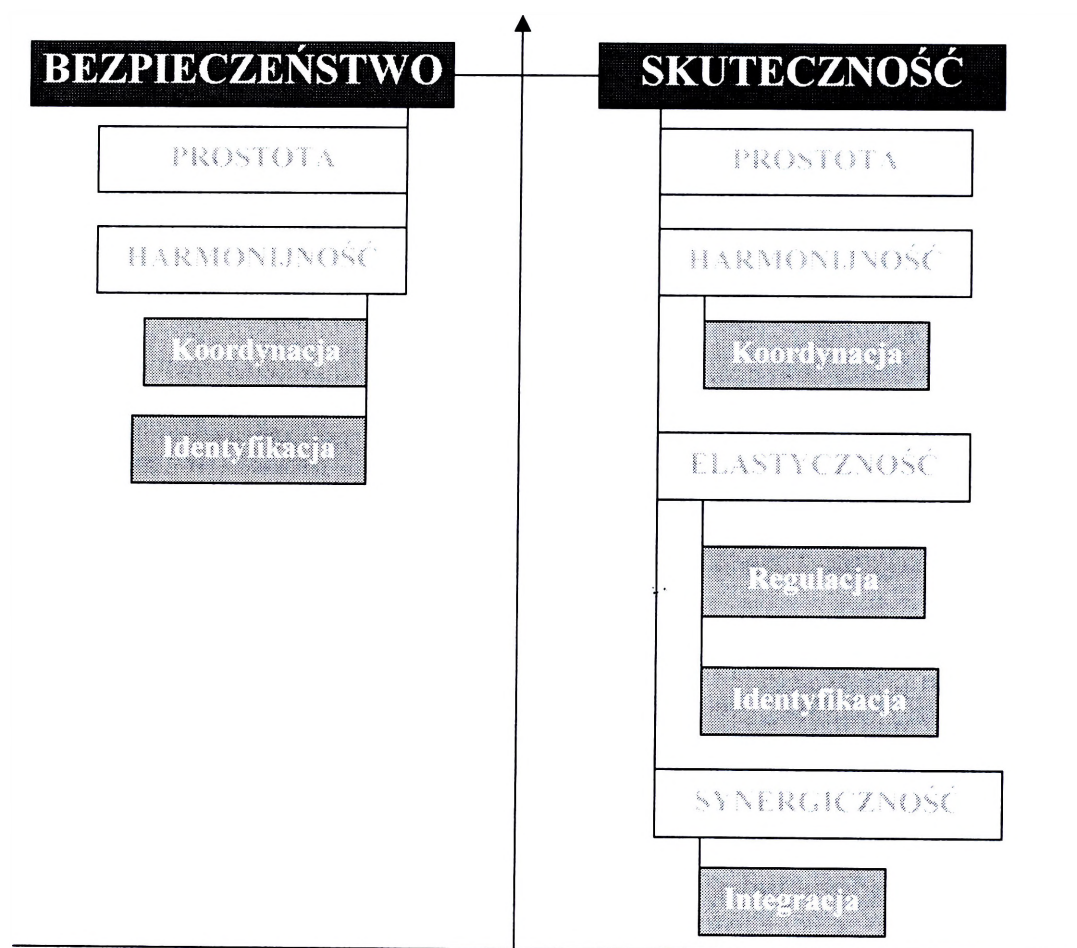 BEZPIECZEŃSTWO
PROSTOTA
HARMONIJNOŚĆ
Koordynacja
Identyfikacja
SKUTECZNOŚĆ
PROSTOTA
HARMONIJNOŚĆ
Koordynacja
ELASTYCZNOŚĆ
Regulacja
Identyfikacja
SYNERGICZNOŚĆ
Integracja